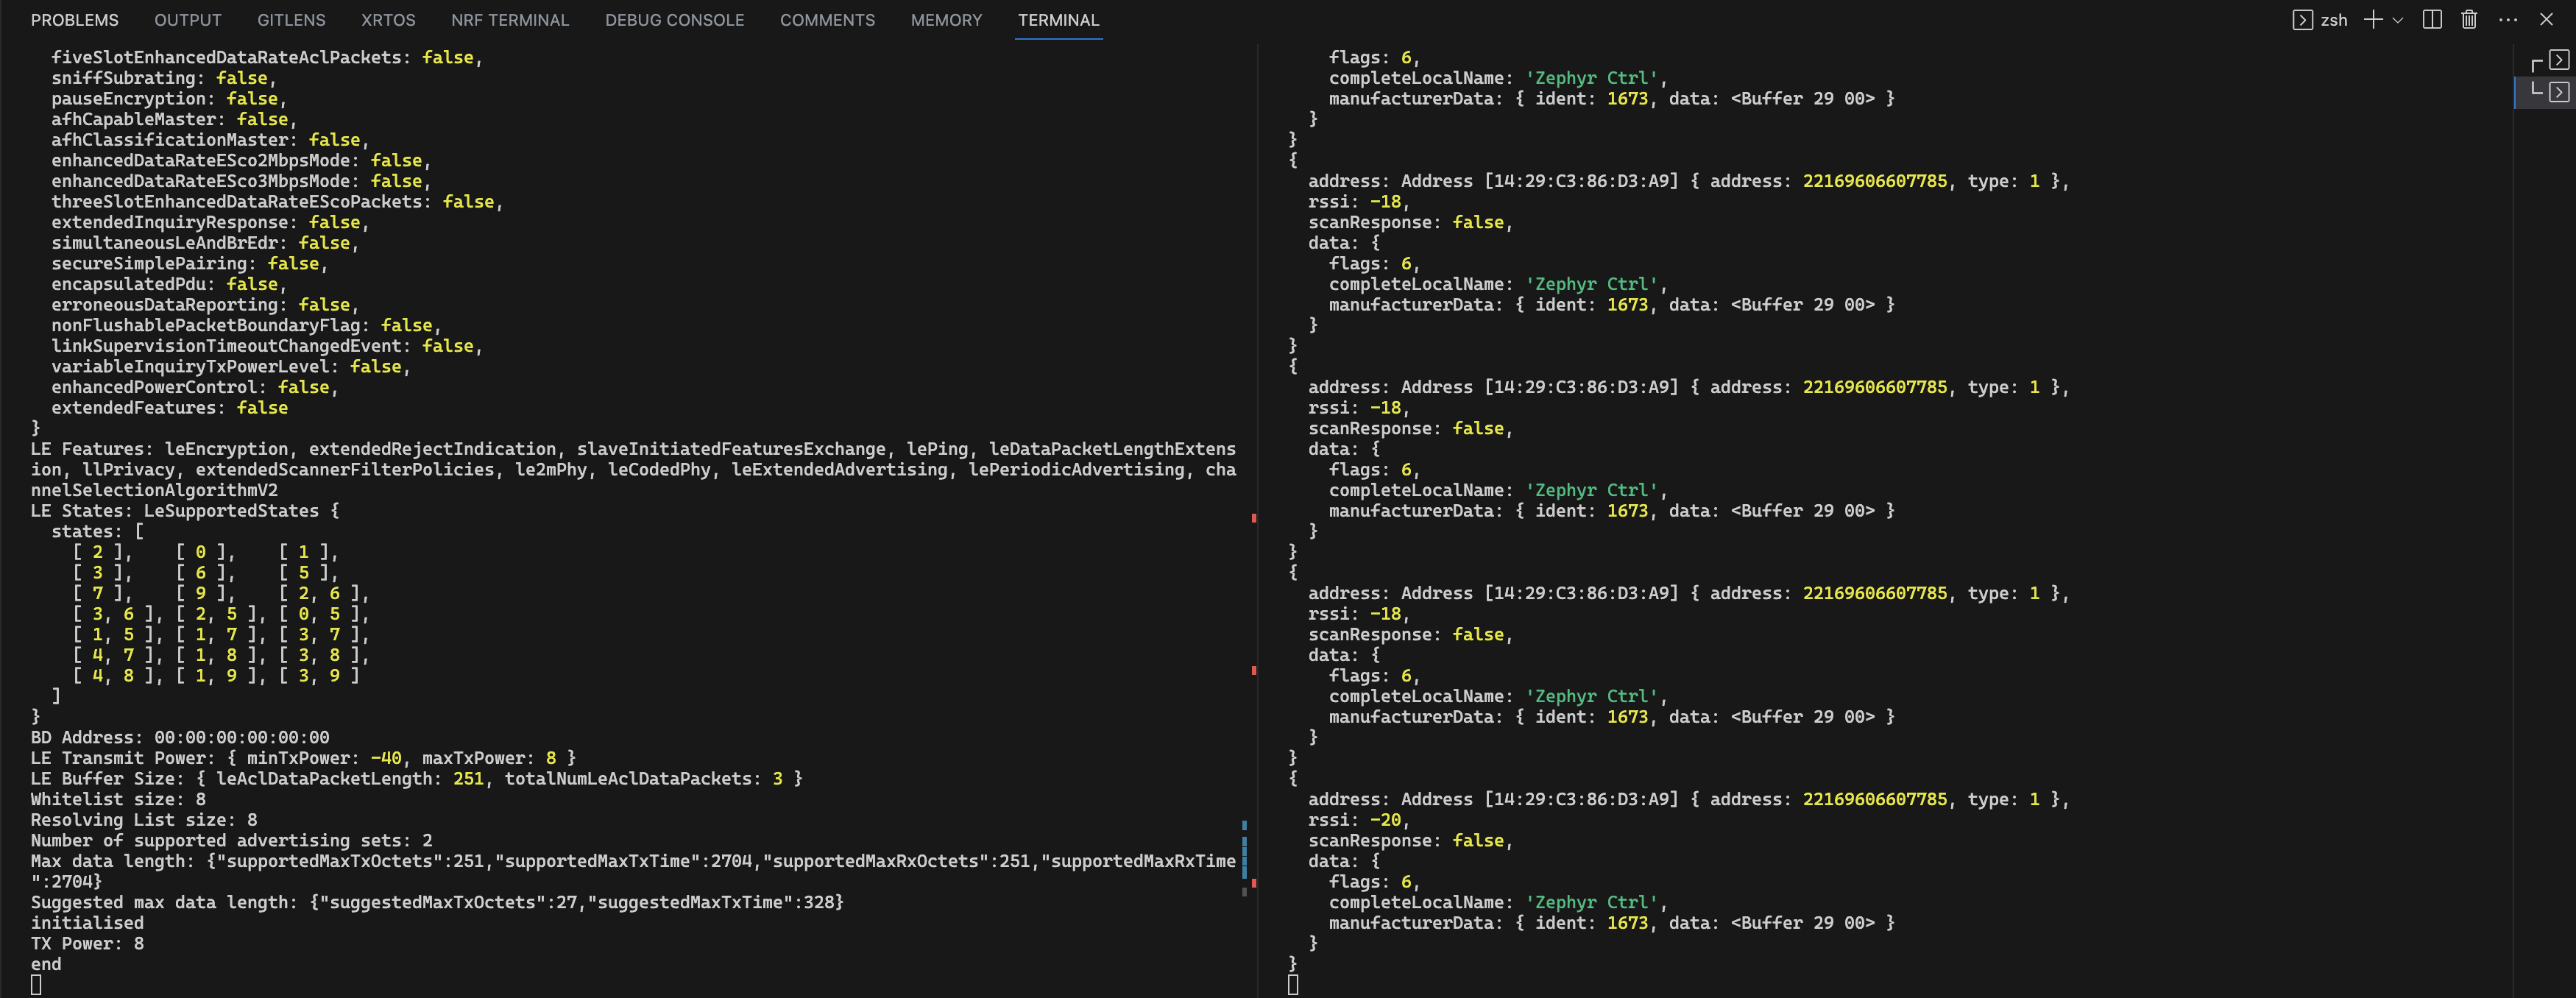 PROBLEMS OUTPUT GITLENS XRTOS NRF TERMINAL DEBUG CONSOLE COMMENTS MEMORY TERMINAL zsh
fiveSlotEnhancedDataRateAclPackets: false,
sniffSubrating: false,
pauseEncryption: false,
afhCapableMaster: false,
afhClassificationMaster: false,
enhancedDataRateESco2MbpsMode: false,
enhancedDataRateESco3MbpsMode: false,
threeSlotEnhancedDataRateEScoPackets: false,
extendedInquiryResponse: false,
simultaneousLeAndBrEdr: false,
secureSimplePairing: false,
encapsulatedPdu: false,
erroneousDataReporting: false,
nonFlushablePacketBoundaryFlag: false,
linkSupervisionTimeoutChangedEvent: false,
variableInquiryTxPowerLevel: false,
enhancedPowerControl: false,
extendedFeatures: false
}
LE Features: leEncryption, extendedRejectIndication, slaveInitiatedFeaturesExchange, lePing, leDataPacketLengthExtens
ion, llPrivacy, extendedScannerFilterPolicies, le2mPhy, leCodedPhy, leExtendedAdvertising, lePeriodicAdvertising, cha
nnelSelectionAlgorithmV2
LE States: LeSupportedStates {
states: [
[ 2 ], [ 0 ], [ 1 ],
[ 3 ], [ 6 ], [ 5 ],
[ 7 ], [ 9 ], [ 2, 6 ],
[ 3, 6 ], [ 2, 5 ], [ 0, 5 ],
[ 1, 5 ], [ 1, 7 ], [ 3, 7 ],
[ 4, 7 ], [ 1, 8 ], [ 3, 8 ],
[ 4, 8 ], [ 1, 9 ], [ 3, 9 ]
]
}
BD Address: 00:00:00:00:00:00
LE Transmit Power: { minTxPower: -40, maxTxPower: 8 }
LE Buffer Size: { leAclDataPacketLength: 251, totalNumLeAclDataPackets: 3 }
Whitelist size: 8
Resolving List size: 8
Number of supported advertising sets: 2
Max data length: {"supportedMaxTxOctets":251,"supportedMaxTxTime":2704,"supportedMaxRxOctets":251,"supportedMaxRxTime
":2704}
Suggested max data length: {"suggestedMaxTxOctets":27,"suggestedMaxTxTime":328}
initialised
TX Power: 8
end
flags: 6,
completeLocalName: 'Zephyr Ctrl',
manufacturerData: { ident: 1673, data: <Buffer 29 00> }
}
}
{
address: Address [14:29:C3:86:D3:A9] { address: 22169606607785, type: 1 },
rssi: -18,
scanResponse: false,
data: {
flags: 6,
completeLocalName: 'Zephyr Ctrl',
manufacturerData: { ident: 1673, data: <Buffer 29 00> }
}
}
{
address: Address [14:29:C3:86:D3:A9] { address: 22169606607785, type: 1 },
rssi: -18,
scanResponse: false,
data: {
flags: 6,
completeLocalName: 'Zephyr Ctrl',
manufacturerData: { ident: 1673, data: <Buffer 29 00> }
}
}
{
address: Address [14:29:C3:86:D3:A9] { address: 22169606607785, type: 1 },
rssi: -18,
scanResponse: false,
data: {
flags: 6,
completeLocalName: 'Zephyr Ctrl',
manufacturerData: { ident: 1673, data: <Buffer 29 00> }
}
}
{
address: Address [14:29:C3:86:D3:A9] { address: 22169606607785, type: 1 },
rssi: -20,
scanResponse: false,
data: {
flags: 6,
completeLocalName: 'Zephyr Ctrl',
manufacturerData: { ident: 1673, data: <Buffer 29 00> }
}
}